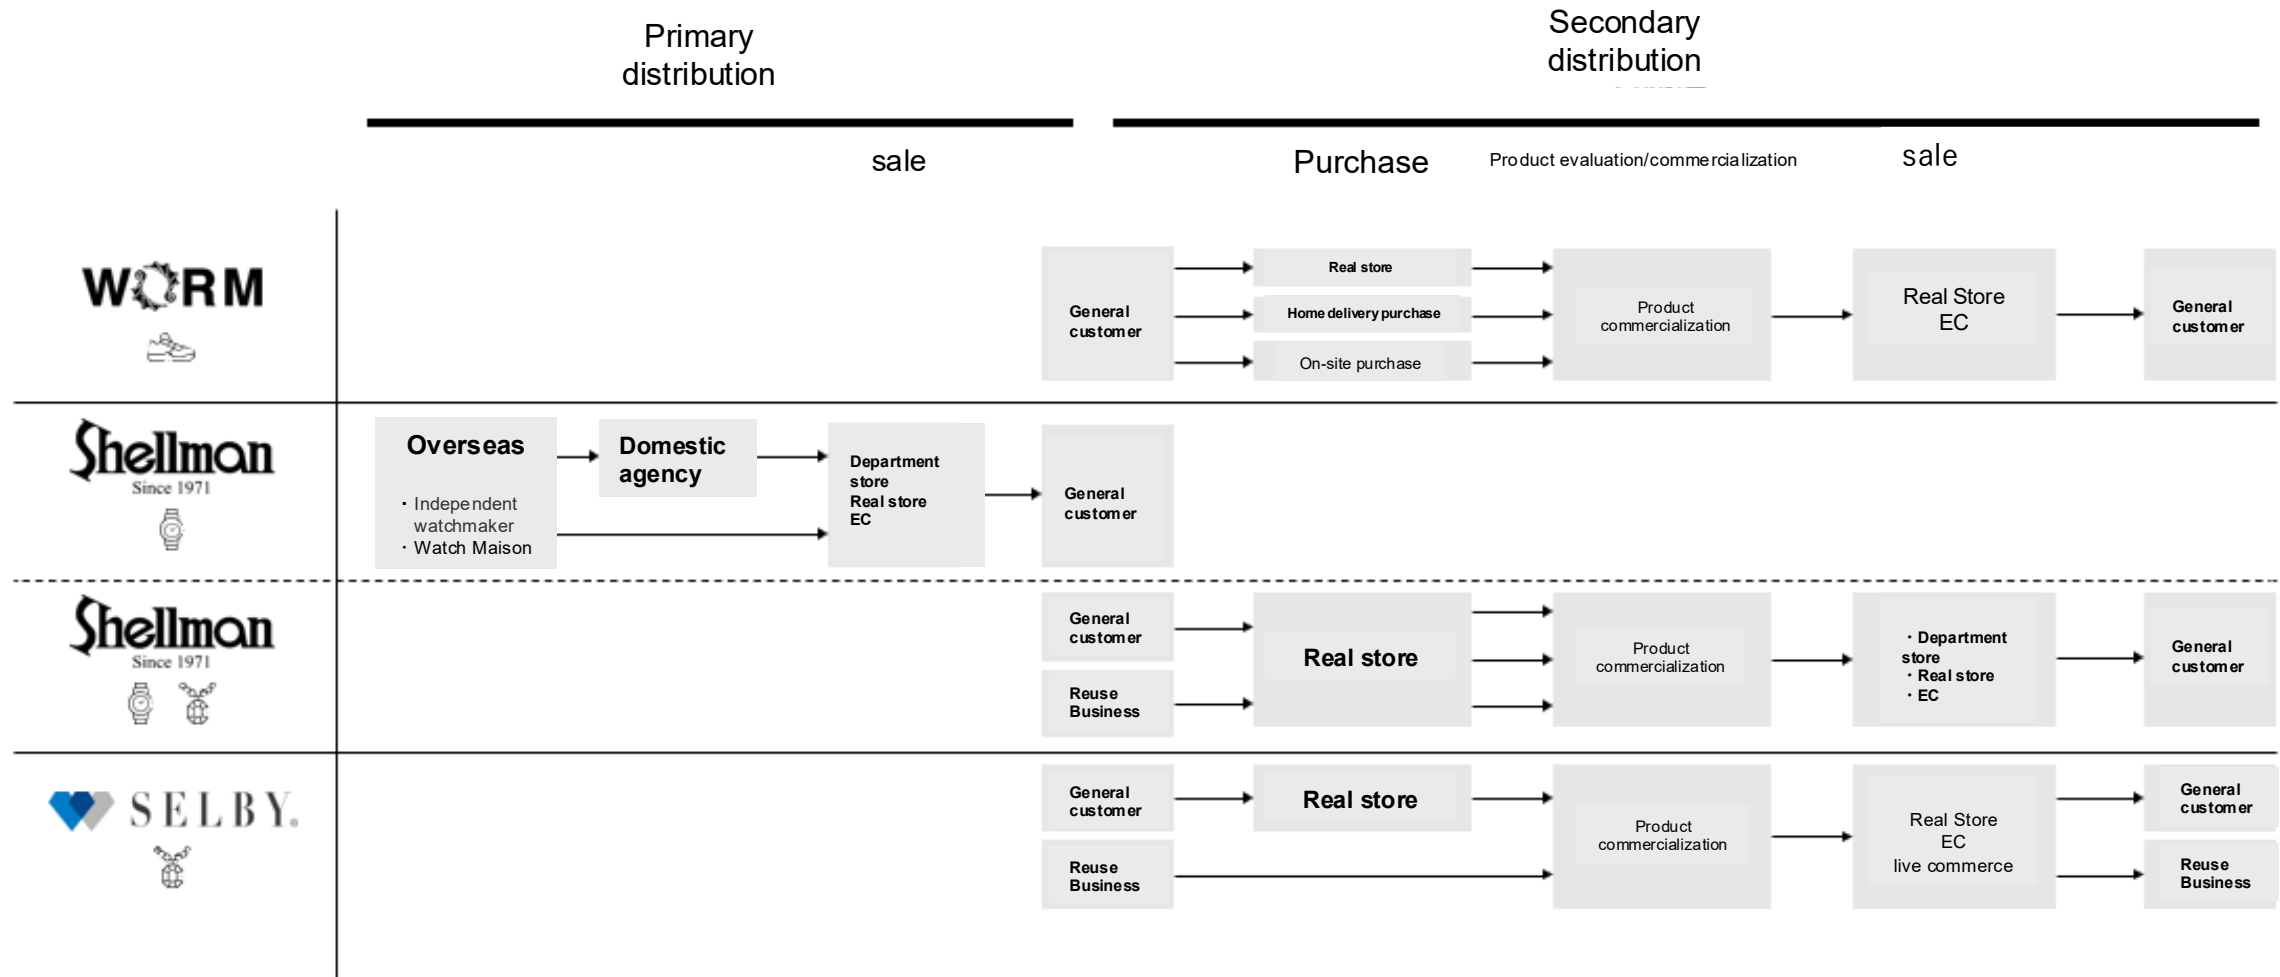 Primary
distribution
Secondary
distribution
sale
Purchase
Product evaluation/commercialization
sale
WORM
General
customer
Real store
Home delivery purchase
On-site purchase
Product
commercialization
Real Store
EC
General
customer
Shellman
Since 1971
Overseas
・Independent
watchmaker
・Watch Maison
Domestic
agency
Department
store
Real store
EC
General
customer
Shellman
Since 1971
General
customer
Reuse
Business
Real store
Product
commercialization
・Department
store
・Real store
・EC
General
customer
SELBY®
General
customer
Reuse
Business
Real store
Product
commercialization
Real Store
EC
live commerce
General
customer
Reuse
Business